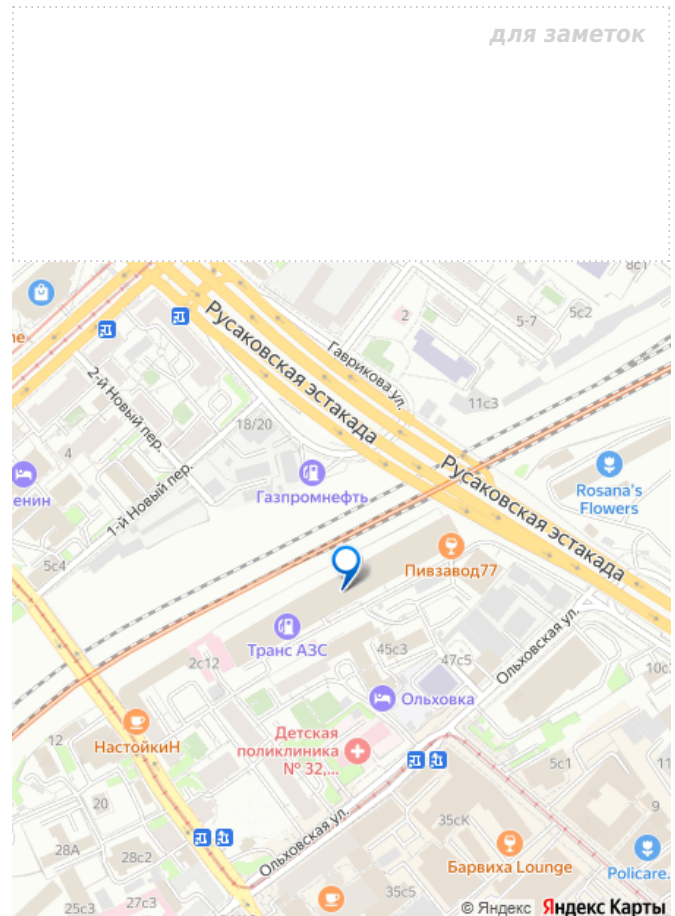 для заметок
8с1
5с2
2
5-7
не
Русаковская эстакада
Гаврикова ул.
2-й Новый пер.
11с3
18/20
4
енин
1-й Новый пер.
Газпромнефть
Русаковская эстакада
Rosana's
Flowers
5с4
Пивзавод77
Транс АЗС
45с3
47с5
2с12
Ольховская ул.
10с
Ольховка
НастойкиН
12
Детская
поликлиника
№ 32,...
5с1
11
20
9
35сК
Ольховская ул.
28А
28с2
Барвиха Lounge
Policare.
35с5
25с3
27с3
© Яндекс Яндекс Карты